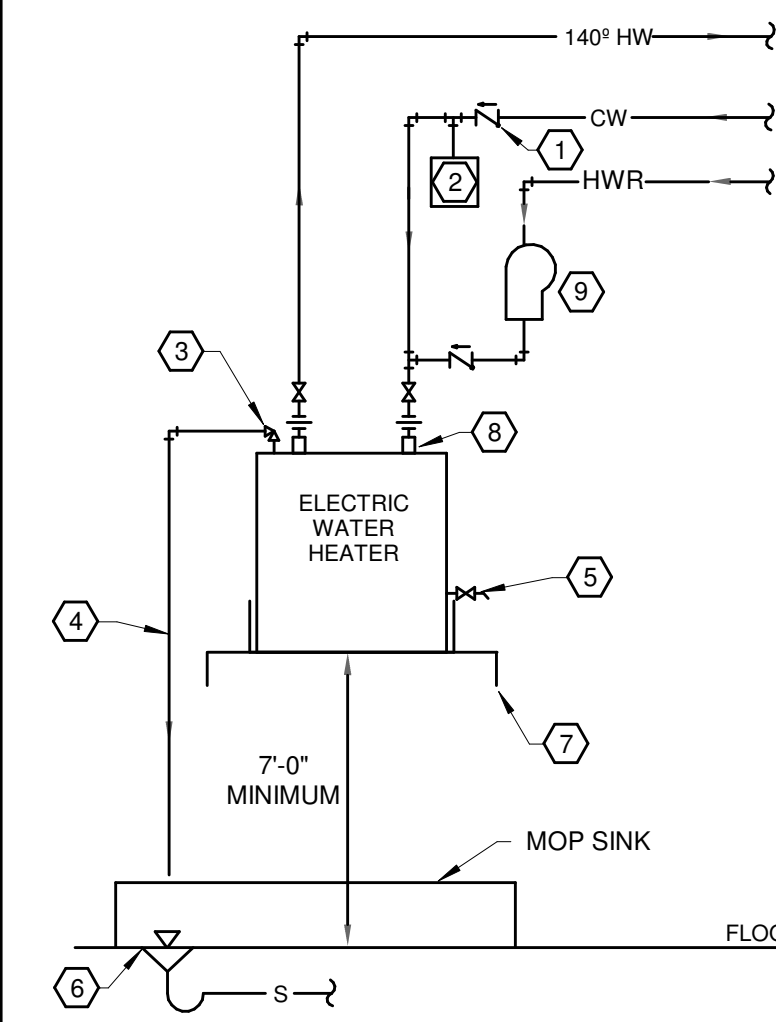 140º HW
CW
1
2
HWR
9
3
8
ELECTRIC
WATER
HEATER
5
4
7
7'-0"
MINIMUM
MOP SINK
FLOO
6
S